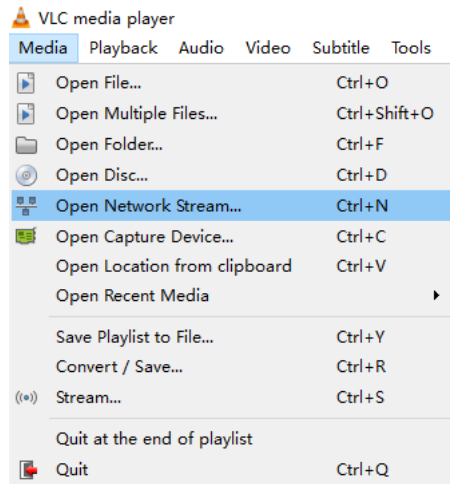 VLC media player
Media Playback Audio Video Subtitle Tools
Open File... Ctrl+O
Open Multiple Files... Ctrl+Shift+O
Open Folder... Ctrl+F
Open Disc... Ctrl+D
Open Network Stream... Ctrl+N
Open Capture Device... Ctrl+C
Open Location from clipboard Ctrl+V
Open Recent Media
Save Playlist to File... Ctrl+Y
Convert / Save... Ctrl+R
Stream... Ctrl+S
Quit at the end of playlist
Quit Ctrl+Q